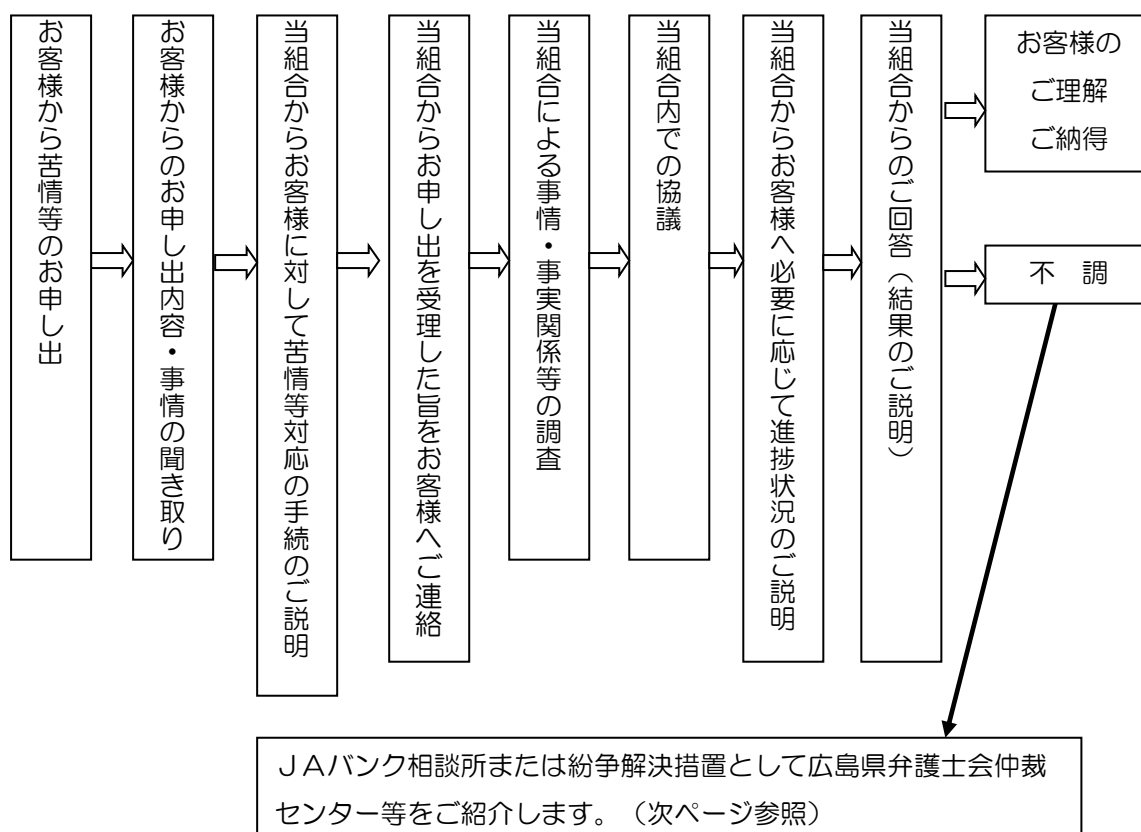 お客様から苦情等のお申し出
お客様からのお申し出内容・事情の聞き取り
当組合からお客様に対して苦情等対応の手続のご説明
当組合からお申し出を受理した旨をお客様へご連絡
当組合による事情・事実関係等の調査
当組合内での協議
当組合からお客様へ必要に応じて進捗状況のご説明
当組合からのご回答（結果のご説明）
お客様の
ご理解
ご納得
不 調
ＪＡバンク相談所または紛争解決措置として広島県弁護士会仲裁
センター等をご紹介します。（次ページ参照）